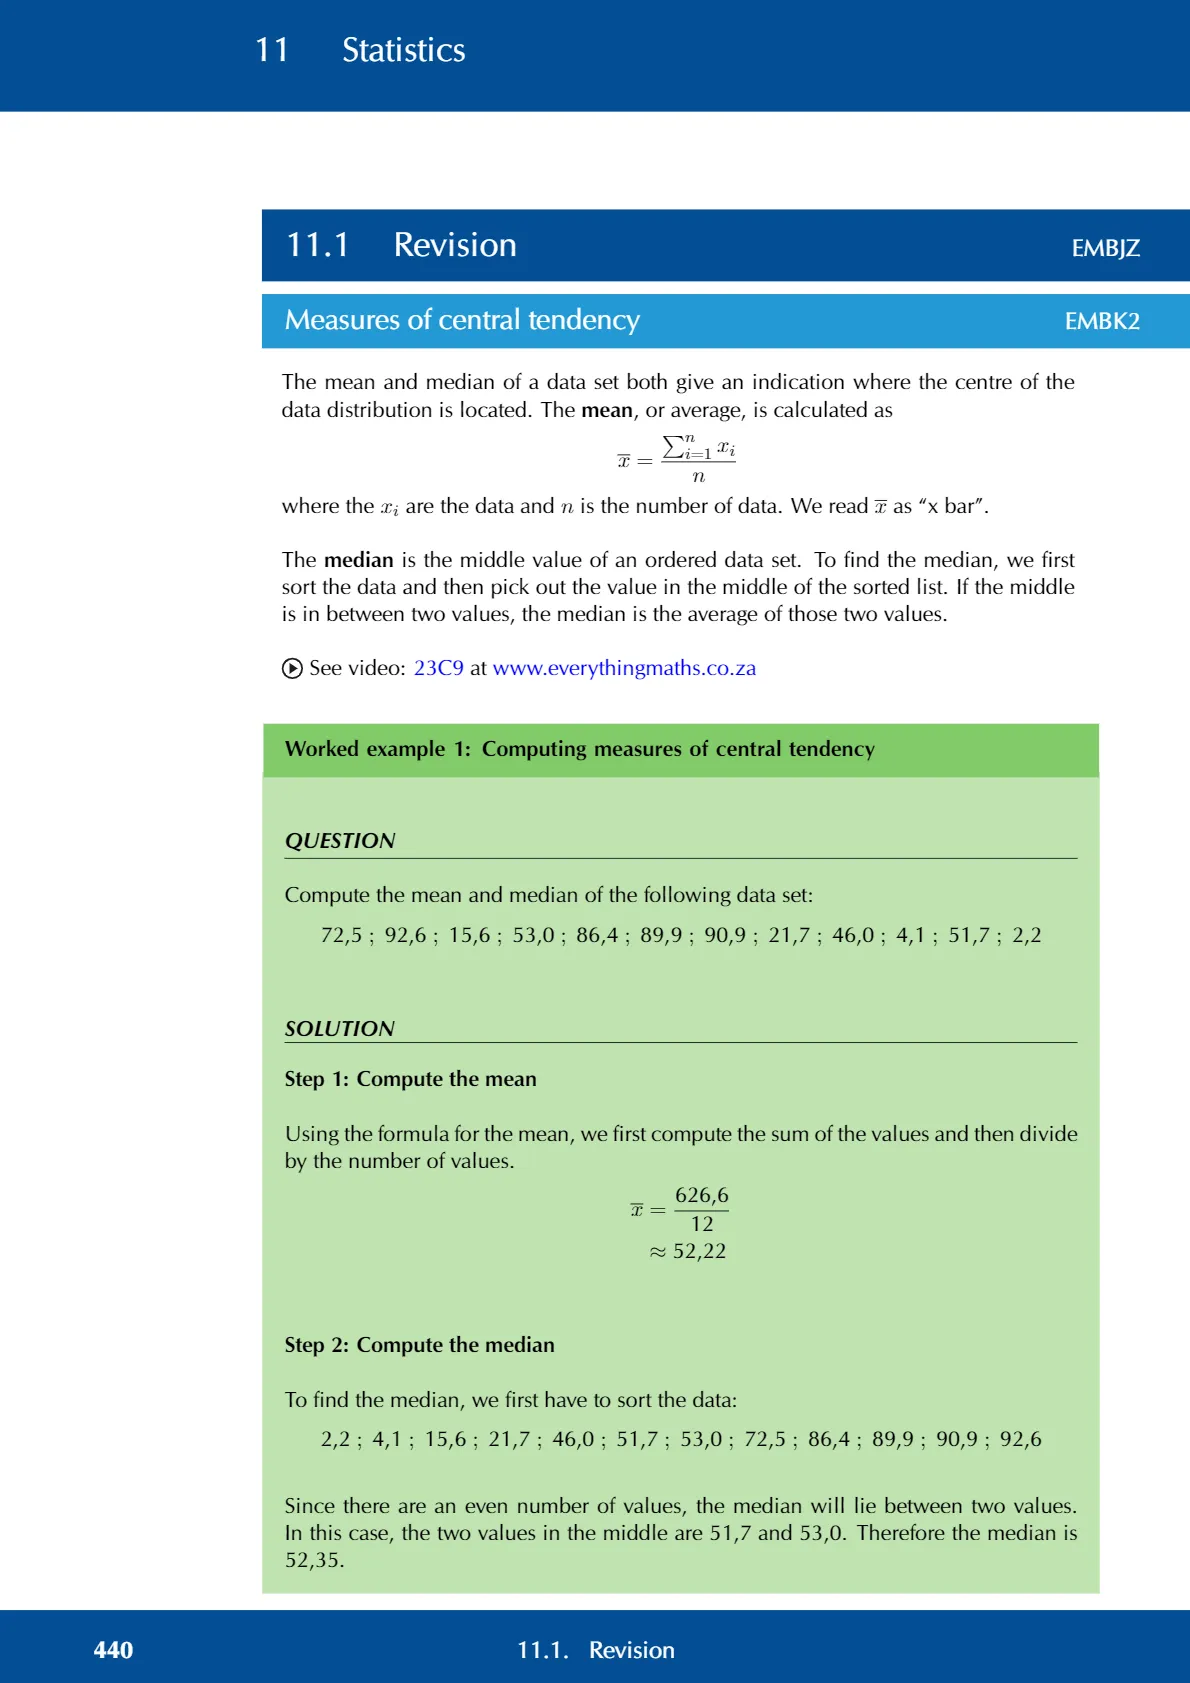 11 Statistics
11.1 Revision EMBJZ
Measures of central tendency EMBK2
The mean and median of a data set both give an indication where the centre of the
data distribution is located. The mean, or average, is calculated as
x̅ = \frac{∑_{i=1}^{n} x_i}{n}
where the x_i are the data and n is the number of data. We read x̅ as “x bar”.
The median is the middle value of an ordered data set. To find the median, we first
sort the data and then pick out the value in the middle of the sorted list. If the middle
is in between two values, the median is the average of those two values.
See video: 23C9 at www.everythingmaths.co.za
Worked example 1: Computing measures of central tendency
QUESTION
Compute the mean and median of the following data set:
72,5 ; 92,6 ; 15,6 ; 53,0 ; 86,4 ; 89,9 ; 90,9 ; 21,7 ; 46,0 ; 4,1 ; 51,7 ; 2,2
SOLUTION
Step 1: Compute the mean
Using the formula for the mean, we first compute the sum of the values and then divide
by the number of values.
x̅ = \frac{626,6}{12}
≈ 52,22
Step 2: Compute the median
To find the median, we first have to sort the data:
2,2 ; 4,1 ; 15,6 ; 21,7 ; 46,0 ; 51,7 ; 53,0 ; 72,5 ; 86,4 ; 89,9 ; 90,9 ; 92,6
Since there are an even number of values, the median will lie between two values.
In this case, the two values in the middle are 51,7 and 53,0. Therefore the median is
52,35.
440 11.1. Revision